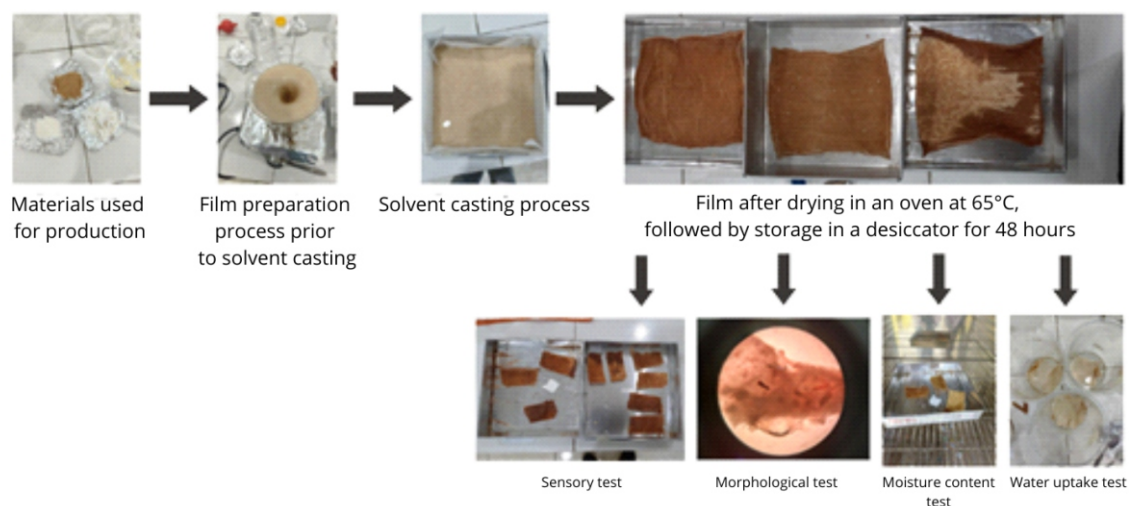 Materials used
for production
Film preparation
process prior
to solvent casting
Solvent casting process
Film after drying in an oven at 65°C,
followed by storage in a desiccator for 48 hours
Sensory test
Morphological test
Moisture content
test
Water uptake test